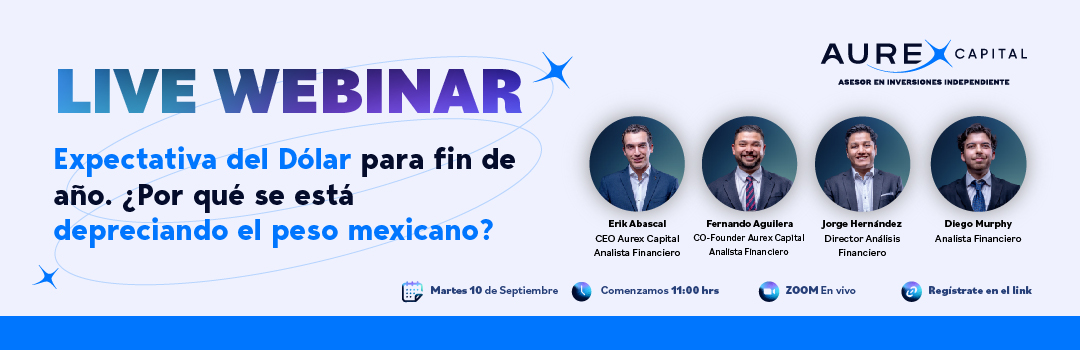 AUREX CAPITAL
ASESOR EN INVERSIONES INDEPENDIENTE
LIVE WEBINAR
Expectativa del Dólar para fin de
año. ¿Por qué se está
depreciando el peso mexicano?
Erik Abascal
CEO Aurex Capital
Analista Financiero
Fernando Aguilera
CO-Founder Aurex Capital
Analista Financiero
Jorge Hernández
Director Análisis
Financiero
Diego Murphy
Analista Financiero
Martes 10 de Septiembre
Comenzamos 11:00 hrs
ZOOM En vivo
Regístrate en el link